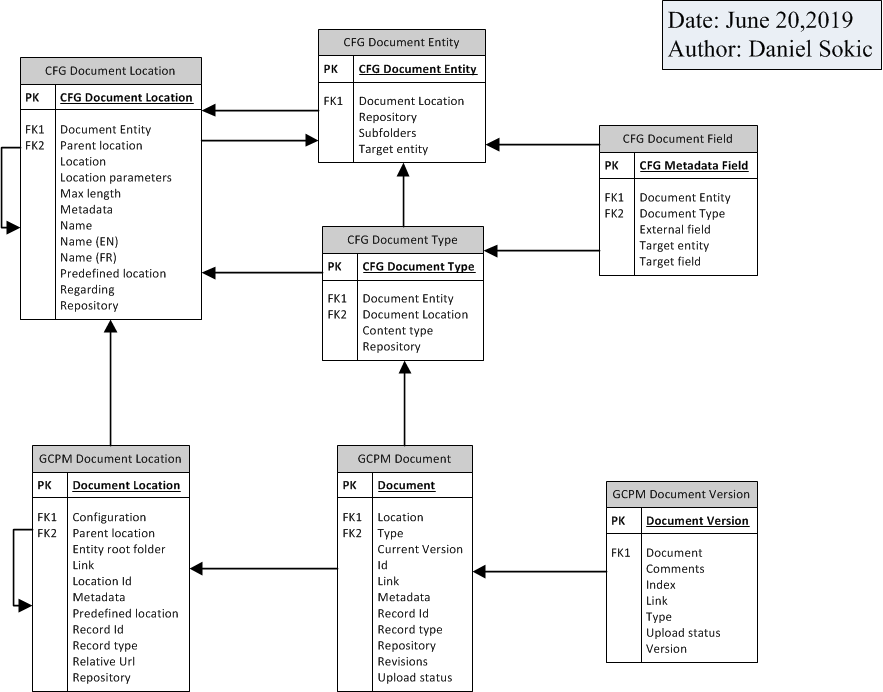 Date: June 20,2019
Author: Daniel Sokic
CFG Document Location
PK CFG Document Location
FK1 Document Entity
FK2 Parent location
Location
Location parameters
Max length
Metadata
Name
Name (EN)
Name (FR)
Predefined location
Regarding
Repository
CFG Document Entity
PK CFG Document Entity
FK1 Document Location
Repository
Subfolders
Target entity
CFG Document Field
PK CFG Metadata Field
FK1 Document Entity
FK2 Document Type
External field
Target entity
Target field
CFG Document Type
PK CFG Document Type
FK1 Document Entity
FK2 Document Location
Content type
Repository
GCPM Document Location
PK Document Location
FK1 Configuration
FK2 Parent location
Entity root folder
Link
Location Id
Metadata
Predefined location
Record Id
Record type
Relative Url
Repository
GCPM Document
PK Document
FK1 Location
FK2 Type
Current Version
Id
Link
Metadata
Record Id
Record type
Repository
Revisions
Upload status
GCPM Document Version
PK Document Version
FK1 Document
Comments
Index
Link
Type
Upload status
Version